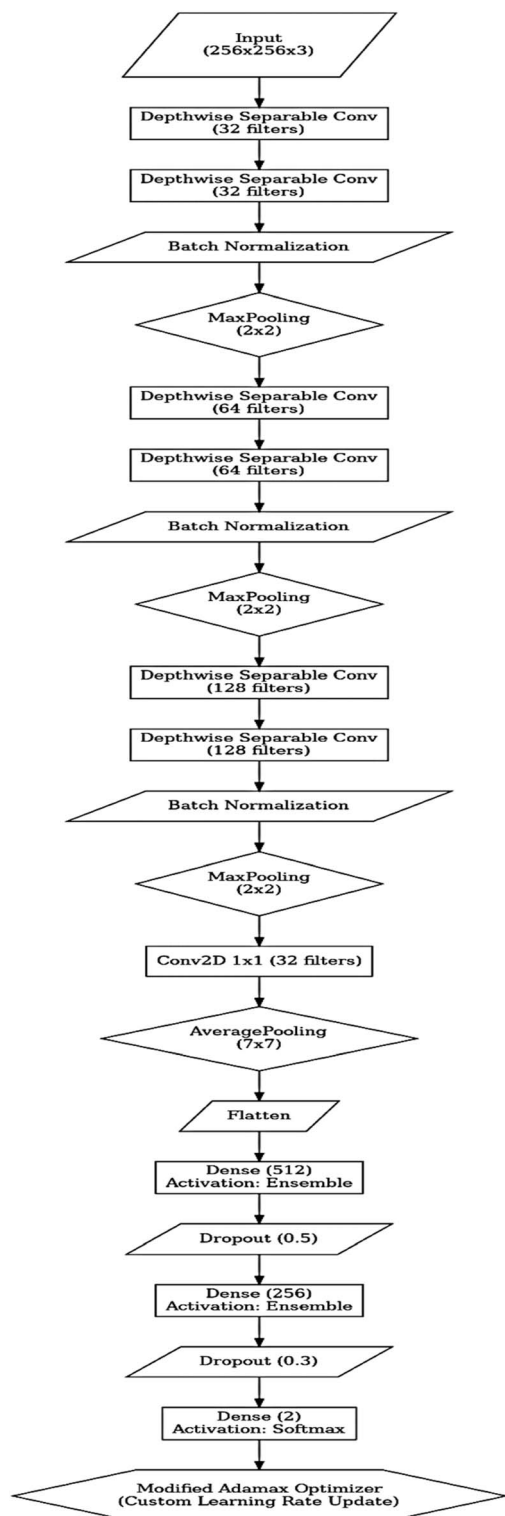 Input
(256x256x3)
Depthwise Separable Conv
(32 filters)
Depthwise Separable Conv
(32 filters)
Batch Normalization
MaxPooling
(2x2)
Depthwise Separable Conv
(64 filters)
Depthwise Separable Conv
(64 filters)
Batch Normalization
MaxPooling
(2x2)
Depthwise Separable Conv
(128 filters)
Depthwise Separable Conv
(128 filters)
Batch Normalization
MaxPooling
(2x2)
Conv2D 1x1 (32 filters)
AveragePooling
(7x7)
Flatten
Dense (512)
Activation: Ensemble
Dropout (0.5)
Dense (256)
Activation: Ensemble
Dropout (0.3)
Dense (2)
Activation: Softmax
Modified Adamax Optimizer
(Custom Learning Rate Update)